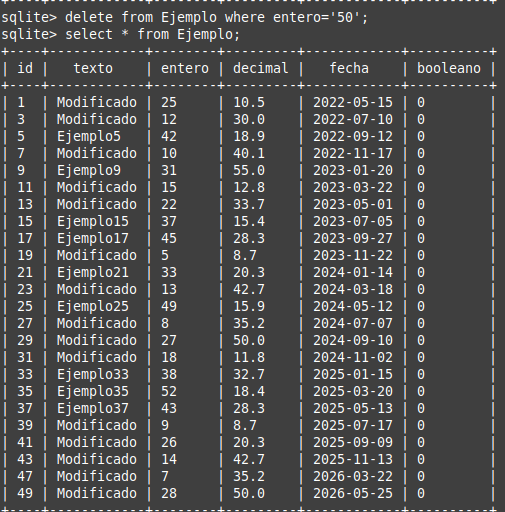 sqlite> delete from Ejemplo where entero='50';
sqlite> select * from Ejemplo;
+----+------------+--------+---------+------------+----------+
| id |   texto    | entero | decimal |   fecha    | booleano |
+----+------------+--------+---------+------------+----------+
| 1  | Modificado | 25     | 10.5    | 2022-05-15 | 0        |
| 3  | Modificado | 12     | 30.0    | 2022-07-10 | 0        |
| 5  | Ejemplo5   | 42     | 18.9    | 2022-09-12 | 0        |
| 7  | Modificado | 10     | 40.1    | 2022-11-17 | 0        |
| 9  | Ejemplo9   | 31     | 55.0    | 2023-01-20 | 0        |
| 11 | Modificado | 15     | 12.8    | 2023-03-22 | 0        |
| 13 | Modificado | 22     | 33.7    | 2023-05-01 | 0        |
| 15 | Ejemplo15  | 37     | 15.4    | 2023-07-05 | 0        |
| 17 | Ejemplo17  | 45     | 28.3    | 2023-09-27 | 0        |
| 19 | Modificado | 5      | 8.7     | 2023-11-22 | 0        |
| 21 | Ejemplo21  | 33     | 20.3    | 2024-01-14 | 0        |
| 23 | Modificado | 13     | 42.7    | 2024-03-18 | 0        |
| 25 | Ejemplo25  | 49     | 15.9    | 2024-05-12 | 0        |
| 27 | Modificado | 8      | 35.2    | 2024-07-07 | 0        |
| 29 | Modificado | 27     | 50.0    | 2024-09-10 | 0        |
| 31 | Modificado | 18     | 11.8    | 2024-11-02 | 0        |
| 33 | Ejemplo33  | 38     | 32.7    | 2025-01-15 | 0        |
| 35 | Ejemplo35  | 52     | 18.4    | 2025-03-20 | 0        |
| 37 | Ejemplo37  | 43     | 28.3    | 2025-05-13 | 0        |
| 39 | Modificado | 9      | 8.7     | 2025-07-17 | 0        |
| 41 | Modificado | 26     | 20.3    | 2025-09-09 | 0        |
| 43 | Modificado | 14     | 42.7    | 2025-11-13 | 0        |
| 47 | Modificado | 7      | 35.2    | 2026-03-22 | 0        |
| 49 | Modificado | 28     | 50.0    | 2026-05-25 | 0        |
+----+------------+--------+---------+------------+----------+